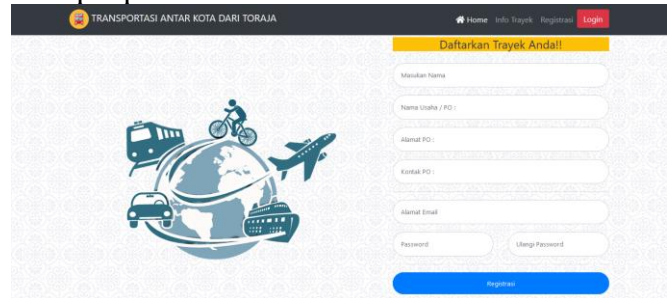 TRANSPORTASI ANTAR KOTA DARI TORAJA
Home Info Trayek Registrasi Login
Daftarkan Trayek Anda!!
Masukan Nama
Nama Usaha / PO :
Alamat PO :
Kontak PO :
Alamat Email
Password Ulangi Password
Registrasi